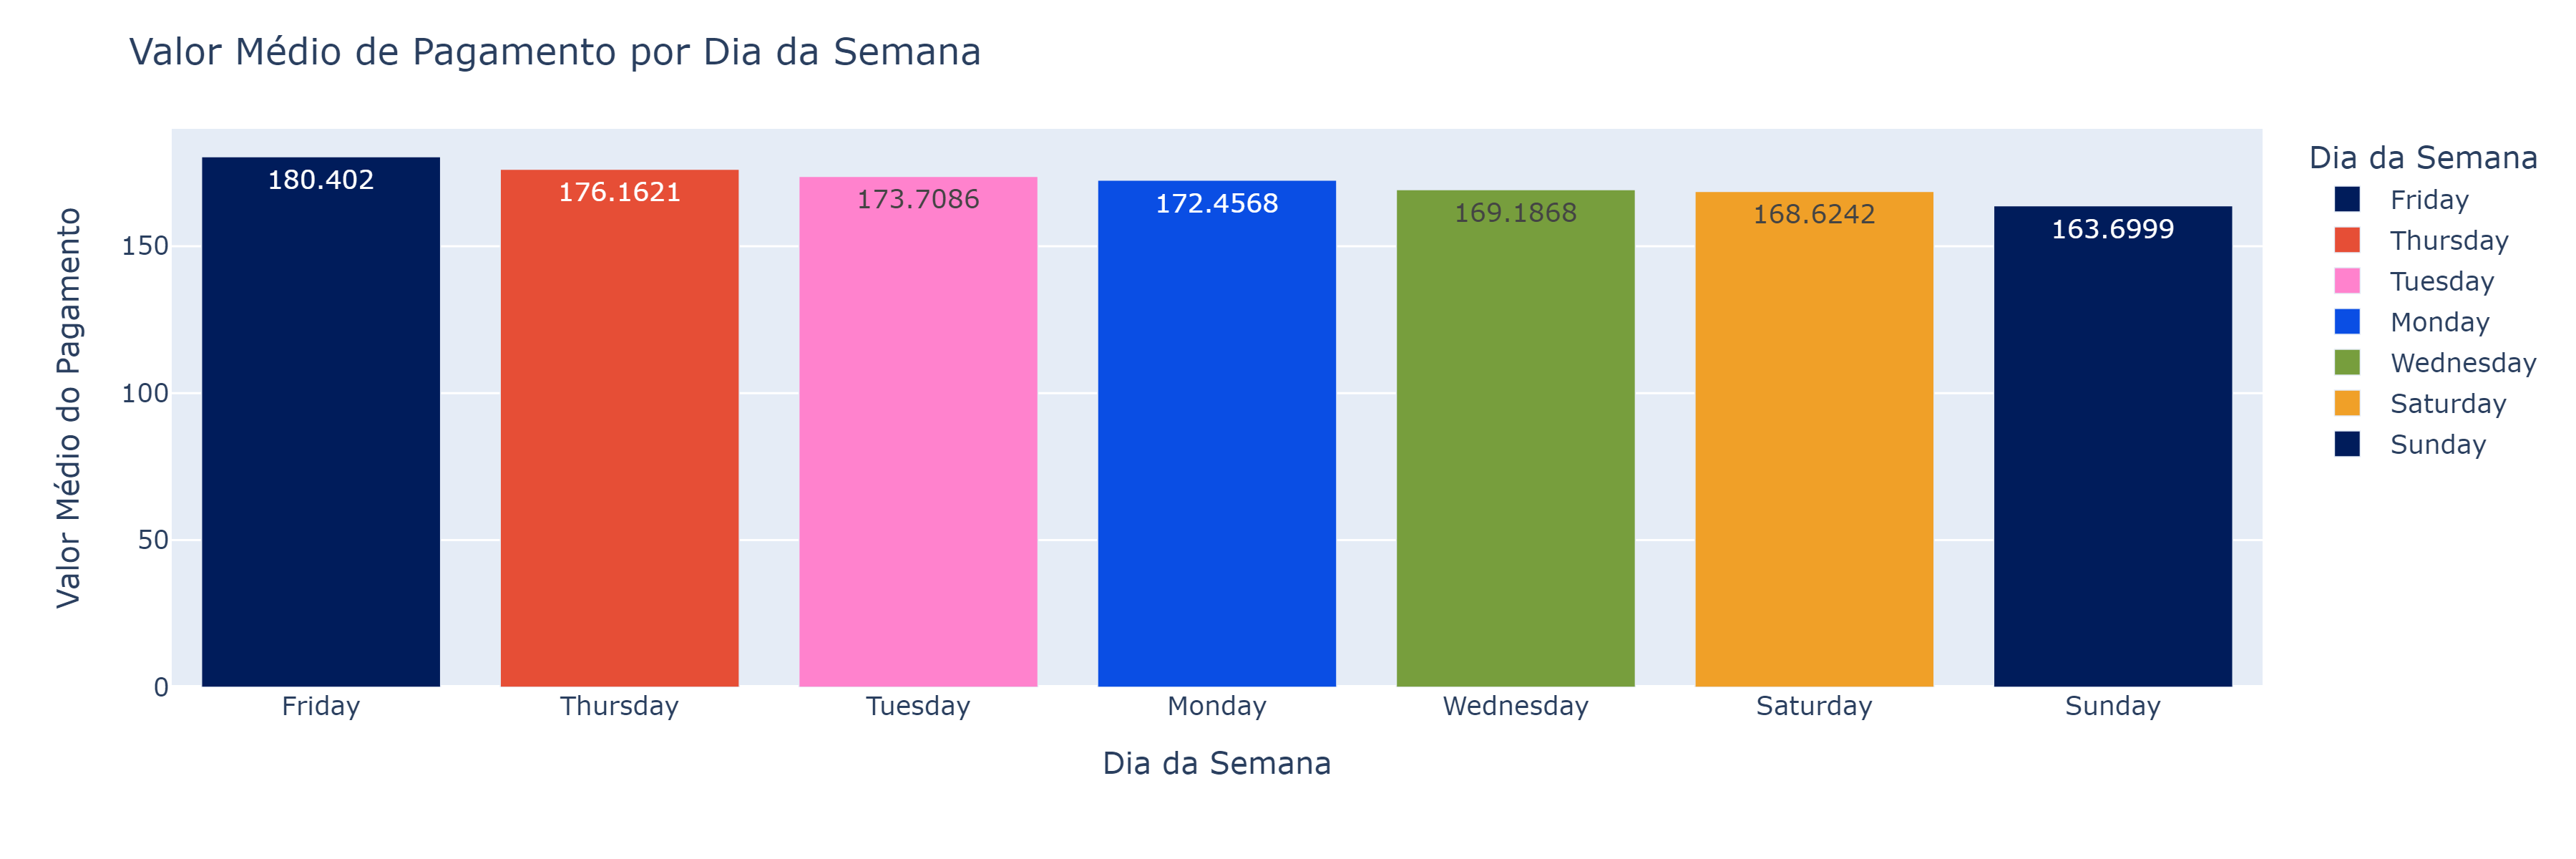 Valor Médio de Pagamento por Dia da Semana
Valor Médio do Pagamento
150
100
50
0
180.402
176.1621
173.7086
172.4568
169.1868
168.6242
163.6999
Friday
Thursday
Tuesday
Monday
Wednesday
Saturday
Sunday
Dia da Semana
Dia da Semana
Friday
Thursday
Tuesday
Monday
Wednesday
Saturday
Sunday